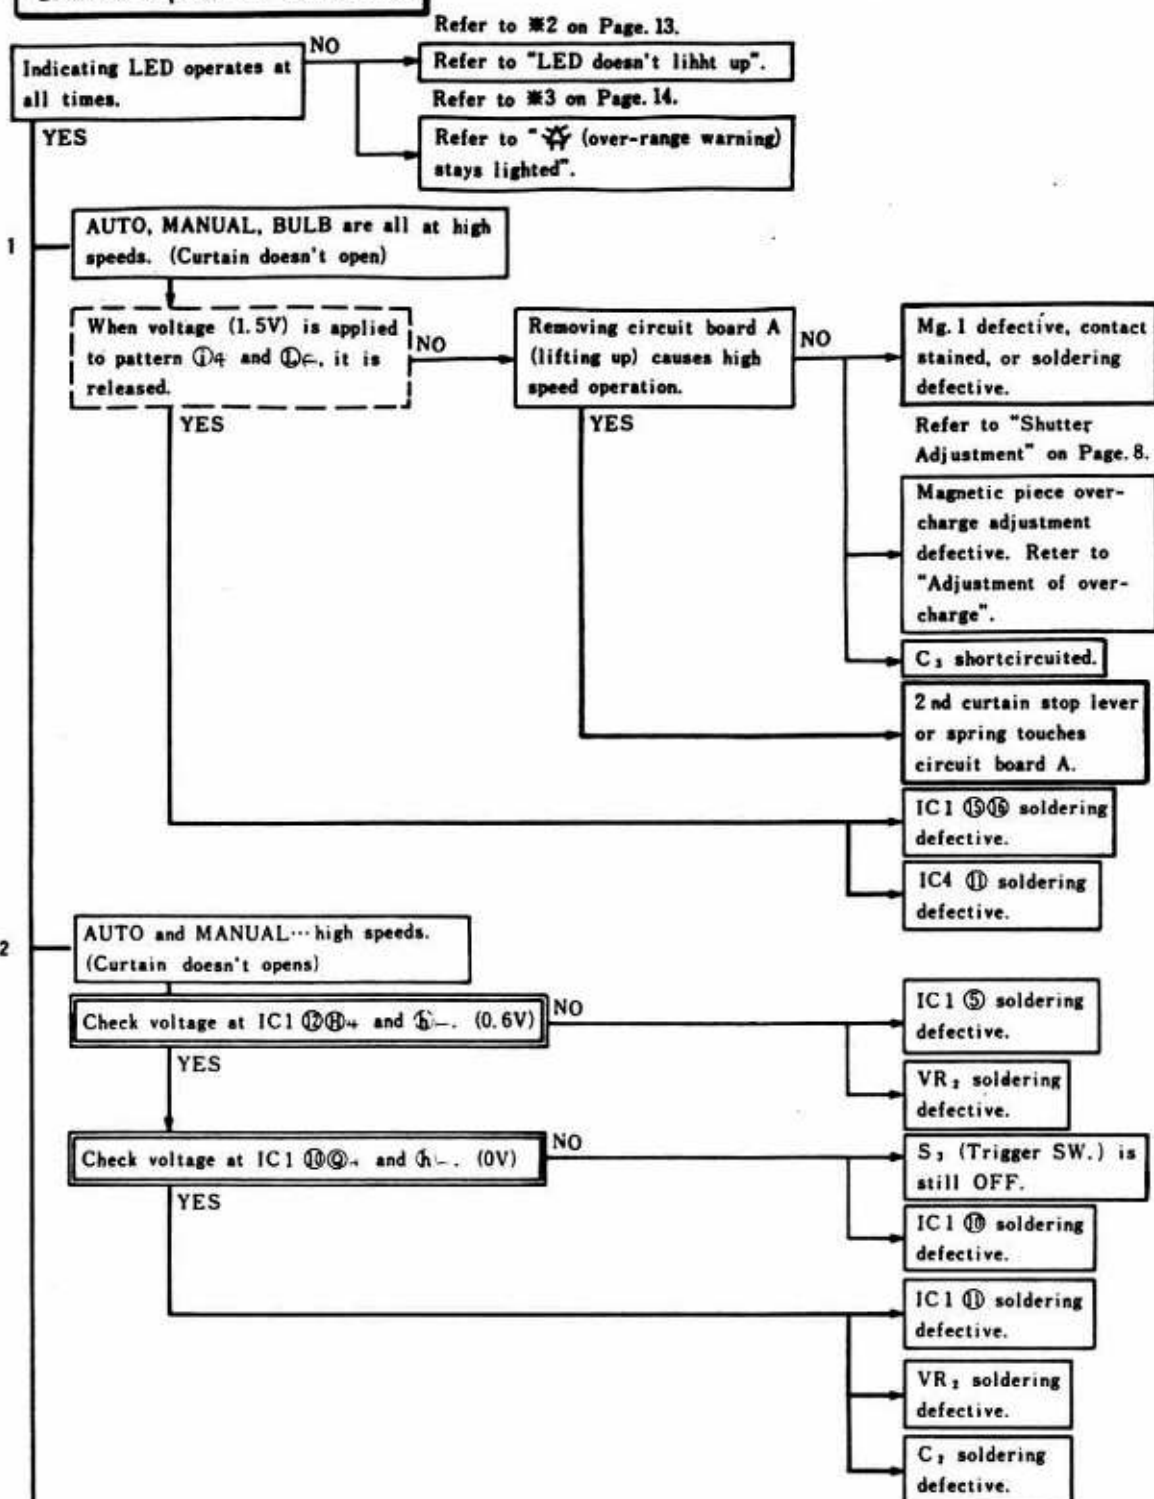 Refer to ※2 on Page. 13.
Indicating LED operates at
all times.
NO
Refer to “LED doesn't lihht up”.
Refer to ※3 on Page. 14.
YES
Refer to “ (over-range warning)
stays lighted”.
1
AUTO, MANUAL, BULB are all at high
speeds. (Curtain doesn't open)
When voltage (1.5V) is applied
to pattern ⓘ+ and Ⓛ−, it is
released.
NO
Removing circuit board A
(lifting up) causes high
speed operation.
NO
Mg. 1 defective, contact
stained, or soldering
defective.
YES
YES
Refer to “Shutter
Adjustment” on Page. 8.
Magnetic piece over-
charge adjustment
defective. Reter to
“Adjustment of over-
charge”.
C₃ shortcircuited.
2nd curtain stop lever
or spring touches
circuit board A.
IC1 ⑮⑯ soldering
defective.
IC4 ⑪ soldering
defective.
2
AUTO and MANUAL…high speeds.
(Curtain doesn't opens)
Check voltage at IC1 ⑫Ⓗ+ and ⓗ−. (0.6V)
NO
IC1 ⑤ soldering
defective.
YES
VR₂ soldering
defective.
Check voltage at IC1 ⑩Ⓠ+ and ⓗ−. (0V)
NO
S₃ (Trigger SW.) is
still OFF.
YES
IC1 ⑩ soldering
defective.
IC1 ⑪ soldering
defective.
VR₂ soldering
defective.
C₂ soldering
defective.